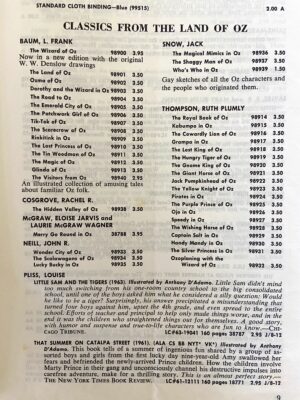 STANDARD CLOTH BINDING—Blue (99515) 2.00 A
CLASSICS FROM THE LAND OF OZ
BAUM, L. FRANK
The Wizard of Oz 98900 3.95
Now in a new edition with the original
W. W. Denslow drawings
The Land of Oz 98901 3.50
Ozma of Oz 98902 3.50
Dorothy and the Wizard in Oz 98903 3.50
The Road to Oz 98904 3.50
The Emerald City of Oz 98905 3.50
The Patchwork Girl of Oz 98906 3.50
Tik-Tok of Oz 98907 3.50
The Scarecrow of Oz 98908 3.50
Rinkitink in Oz 98909 3.50
The Lost Princess of Oz 98910 3.50
The Tin Woodman of Oz 98911 3.50
The Magic of Oz 98912 3.50
Glinda of Oz 98913 3.50
The Visitors from Oz 98940 2.95
An illustrated collection of amusing tales
about familiar Oz folk.
COSGROVE, RACHEL R.
The Hidden Valley of Oz 98938 3.50
McGRAW, ELOISE JARVIS and
LAURIE McGRAW WAGNER
Merry Go Round in Oz 38788 3.95
NEILL, JOHN R.
Wonder City of Oz 98933 3.50
The Scalawagons of Oz 98934 3.50
Lucky Bucky in Oz 98935 3.50
SNOW, JACK
The Magical Mimics in Oz 98936 3.50
The Shaggy Man of Oz 98937 3.50
Who's Who in Oz 98939 1.50
Gay sketches of all the Oz characters and
the people who originated them.
THOMPSON, RUTH PLUMLY
The Royal Book of Oz 98914 3.50
Kabumpo in Oz 98915 3.50
The Cowardly Lion of Oz 98916 3.50
Grampa in Oz 98917 3.50
The Lost King of Oz 98918 3.50
The Hungry Tiger of Oz 98919 3.50
The Gnome King of Oz 98920 3.50
The Giant Horse of Oz 98921 3.50
Jack Pumpkinhead of Oz 98922 3.50
The Yellow Knight of Oz 98923 3.50
Pirates in Oz 98924 3.50
The Purple Prince of Oz 98925 3.50
Ojo in Oz 98926 3.50
Speedy in Oz 98927 3.50
The Wishing Horse of Oz 98928 3.50
Captain Salt in Oz 98929 3.50
Handy Mandy in Oz 98930 3.50
The Silver Princess in Oz 98931 3.50
Ozoplaning with the
Wizard of Oz 98932 3.50
PLISS, LOUISE
LITTLE SAM AND THE TIGERS (1963). Illustrated by Anthony D'Adamo. Little Sam didn't mind
too much switching from his one-room country school to the big consolidated
school, until one of the boys asked him what he considered a silly question: Would
he like to be a tiger? Surprisingly, his answer precipitated a misunderstanding that
turned four boys against him, upset the 4th, and even spread to the entire
school. Efforts of teacher and principal to help only made things worse, and in the
end it was the children who straightened things out for themselves. A good story,
with humor and suspense and true-to-life characters who are fun to know.—CHI-
CAGO TRIBUNE. LC#63-19041 160 pages 38787 2.95 /8-12
THAT SUMMER ON CATALPA STREET (1961). (ALA CS BB NYT* VK*) Illustrated by Anthony
D'Adamo. This book tells a summer of ingenious fun shared by a group of as-
sorted boys and girls from the first lucky day nine-year-old Amy swallowed her
fears and befriended the newly-arrived Prince children. How the children involve
Marty Prince in their gang and unconsciously channel his destructive impulses into
carefree adventure, make for a thrilling story. This is an almost perfect story.—
THE NEW YORK TIMES BOOK REVIEW. LC#61-12111 160 pages 18771 2.95 /8-12
9